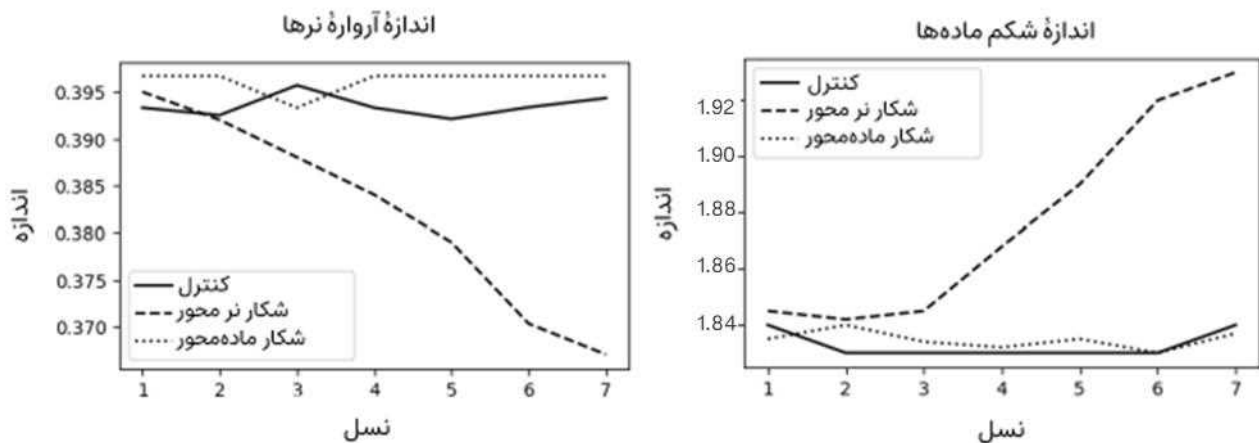 اندازهٔ آروارهٔ نرها
0.395
0.390
0.385
0.380
0.375
0.370
اندازه
کنترل
شکار نر محور
شکار ماده‌محور
1 2 3 4 5 6 7
نسل
اندازهٔ شکم ماده‌ها
1.92
1.90
1.88
1.86
1.84
اندازه
کنترل
شکار نر محور
شکار ماده‌محور
1 2 3 4 5 6 7
نسل